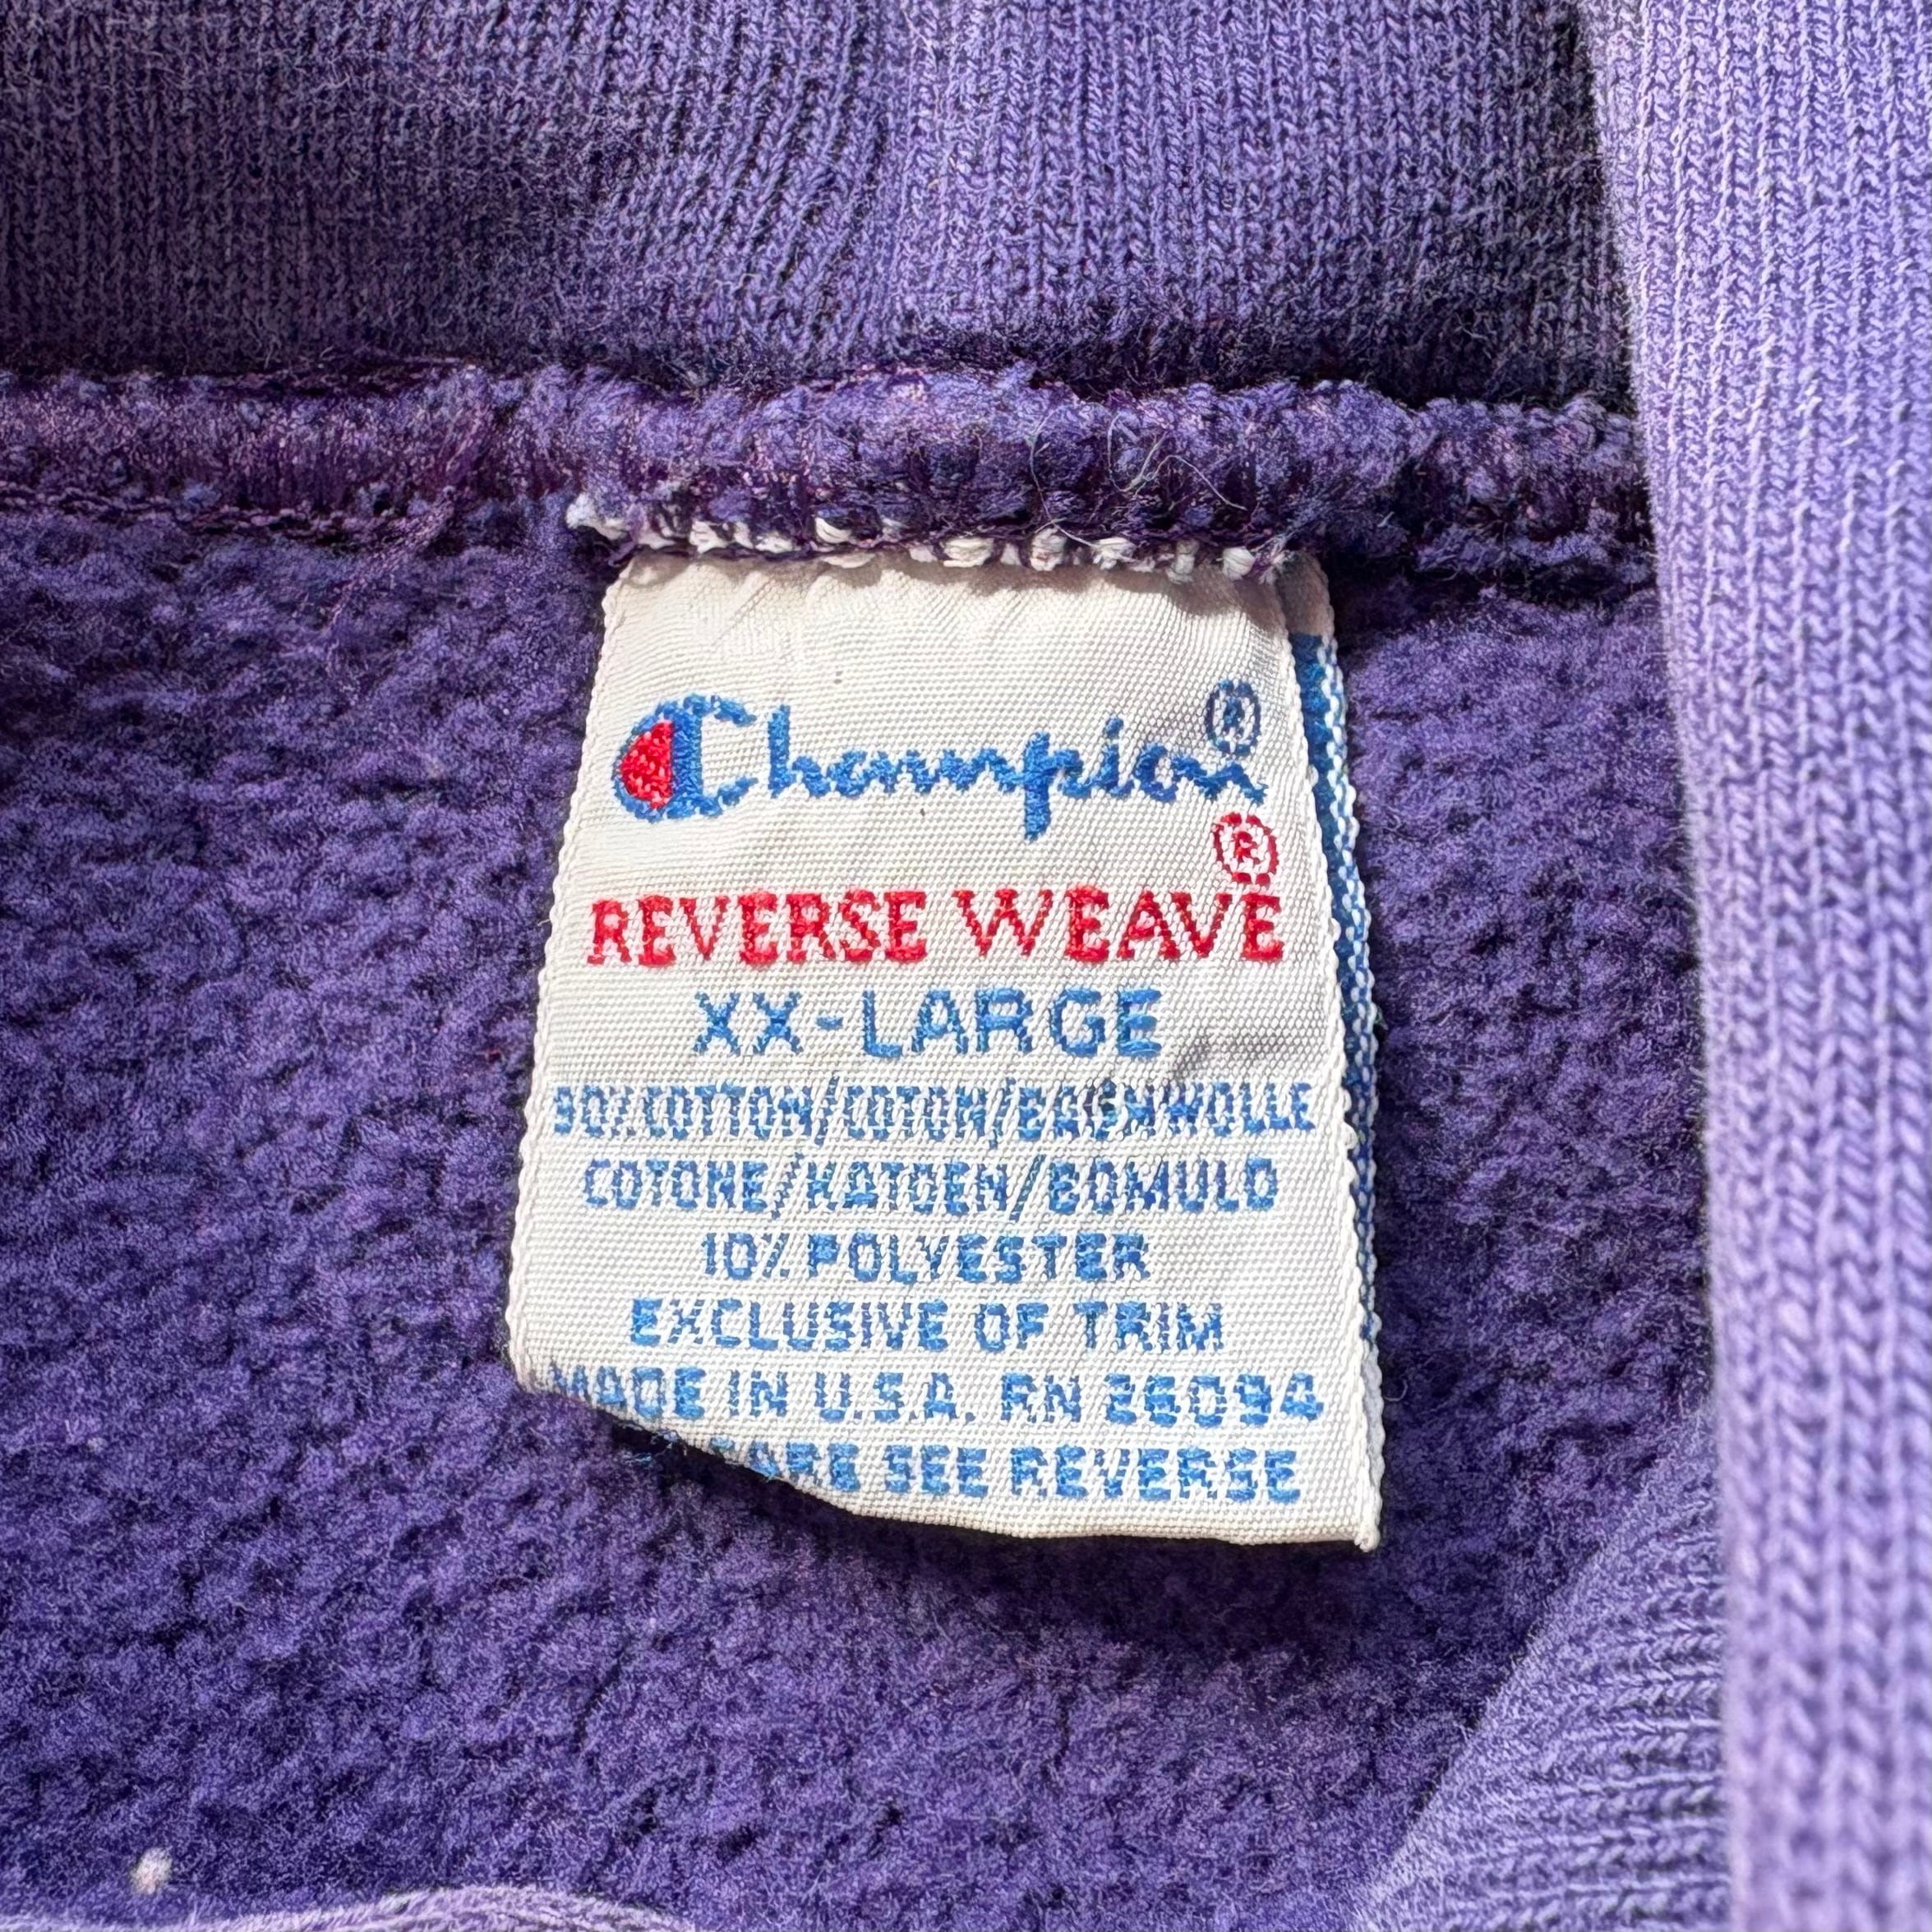 Champion®
REVERSE WEAVE®
XX-LARGE
90% COTTON/COTON/BAUMWOLLE
COTONE/KATOEN/BOMULD
10% POLYESTER
EXCLUSIVE OF TRIM
MADE IN U.S.A. RN 26094
CARE SEE REVERSE